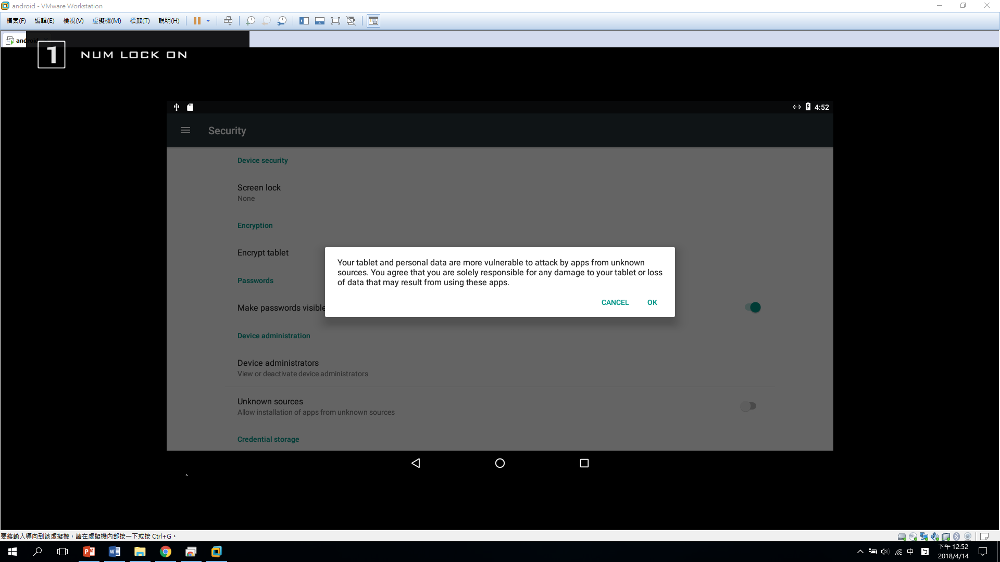 android - VMware Workstation
檔案(F) 編輯(E) 檢視(V) 虛擬機(M) 標籤(T) 說明(H)
android
1 NUM LOCK ON
4:52
Security
Device security
Screen lock
None
Encryption
Encrypt tablet
Your tablet and personal data are more vulnerable to attack by apps from unknown
sources. You agree that you are solely responsible for any damage to your tablet or loss
of data that may result from using these apps.
CANCEL OK
Passwords
Make passwords visible
Device administration
Device administrators
View or deactivate device administrators
Unknown sources
Allow installation of apps from unknown sources
Credential storage
要將輸入導向到該虛擬機，請在虛擬機內部按一下或按 Ctrl+G。
中 ㄅ 下午 12:52
2018/4/14